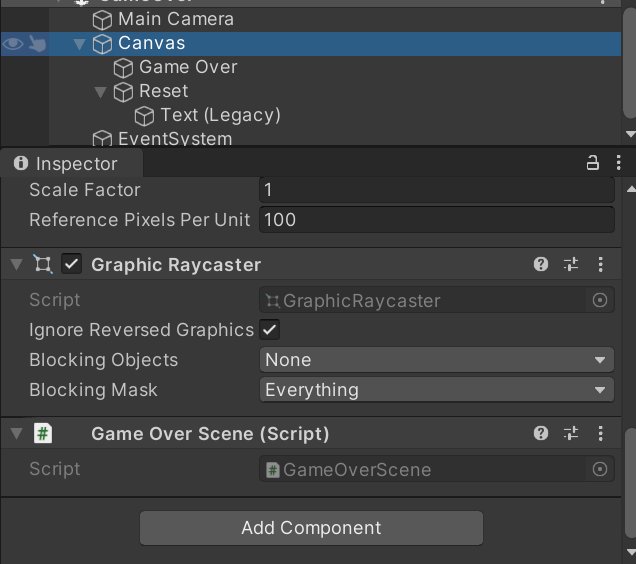 Main Camera
Canvas
Game Over
Reset
Text (Legacy)
EventSystem
Inspector
Scale Factor 1
Reference Pixels Per Unit 100
Graphic Raycaster
Script GraphicRaycaster
Ignore Reversed Graphics
Blocking Objects None
Blocking Mask Everything
# Game Over Scene (Script)
Script # GameOverScene
Add Component